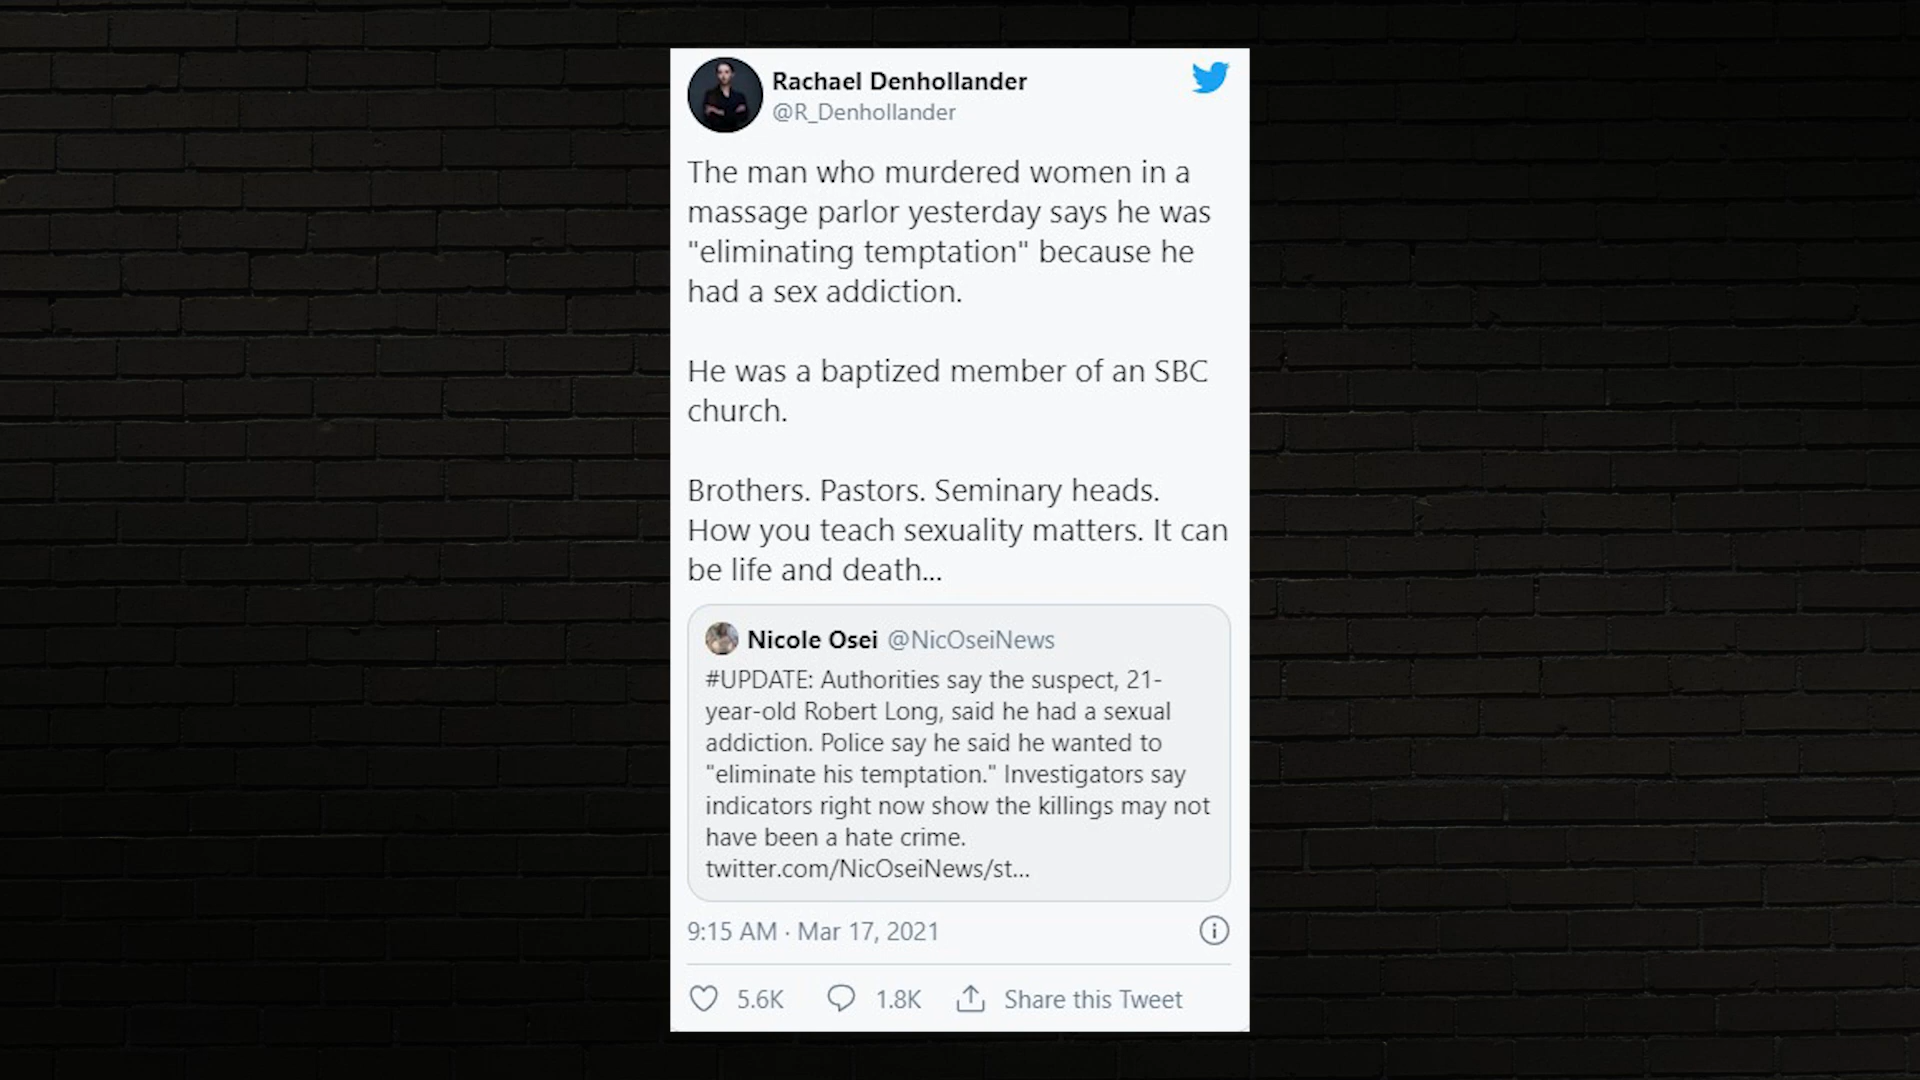 Rachael Denhollander
@R_Denhollander
The man who murdered women in a
massage parlor yesterday says he was
"eliminating temptation" because he
had a sex addiction.
He was a baptized member of an SBC
church.
Brothers. Pastors. Seminary heads.
How you teach sexuality matters. It can
be life and death...
Nicole Osei @NicOseiNews
#UPDATE: Authorities say the suspect, 21-
year-old Robert Long, said he had a sexual
addiction. Police say he said he wanted to
"eliminate his temptation." Investigators say
indicators right now show the killings may not
have been a hate crime.
twitter.com/NicOseiNews/st...
9:15 AM · Mar 17, 2021
5.6K 1.8K Share this Tweet